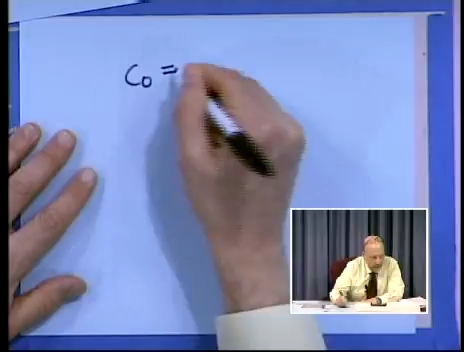 C₀ =